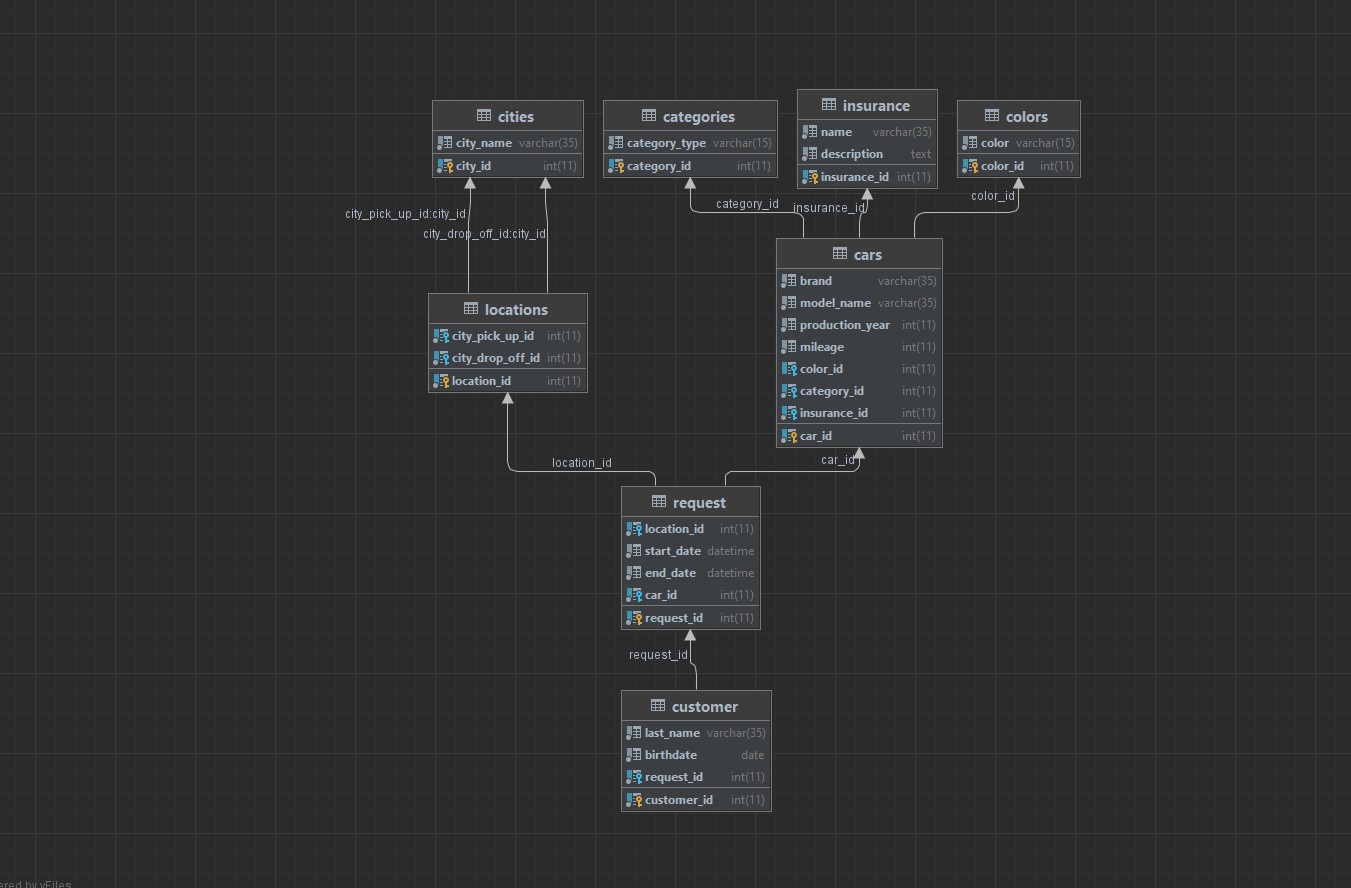 cities
city_name varchar(35)
city_id int(11)
categories
category_type varchar(15)
category_id int(11)
insurance
name varchar(35)
description text
insurance_id int(11)
colors
color varchar(15)
color_id int(11)
city_pick_up_id:city_id
city_drop_off_id:city_id
category_id
insurance_id
color_id
locations
city_pick_up_id int(11)
city_drop_off_id int(11)
location_id int(11)
cars
brand varchar(35)
model_name varchar(35)
production_year int(11)
mileage int(11)
color_id int(11)
category_id int(11)
insurance_id int(11)
car_id int(11)
location_id
car_id
request
location_id int(11)
start_date datetime
end_date datetime
car_id int(11)
request_id int(11)
request_id
customer
last_name varchar(35)
birthdate date
request_id int(11)
customer_id int(11)
ered by yFiles